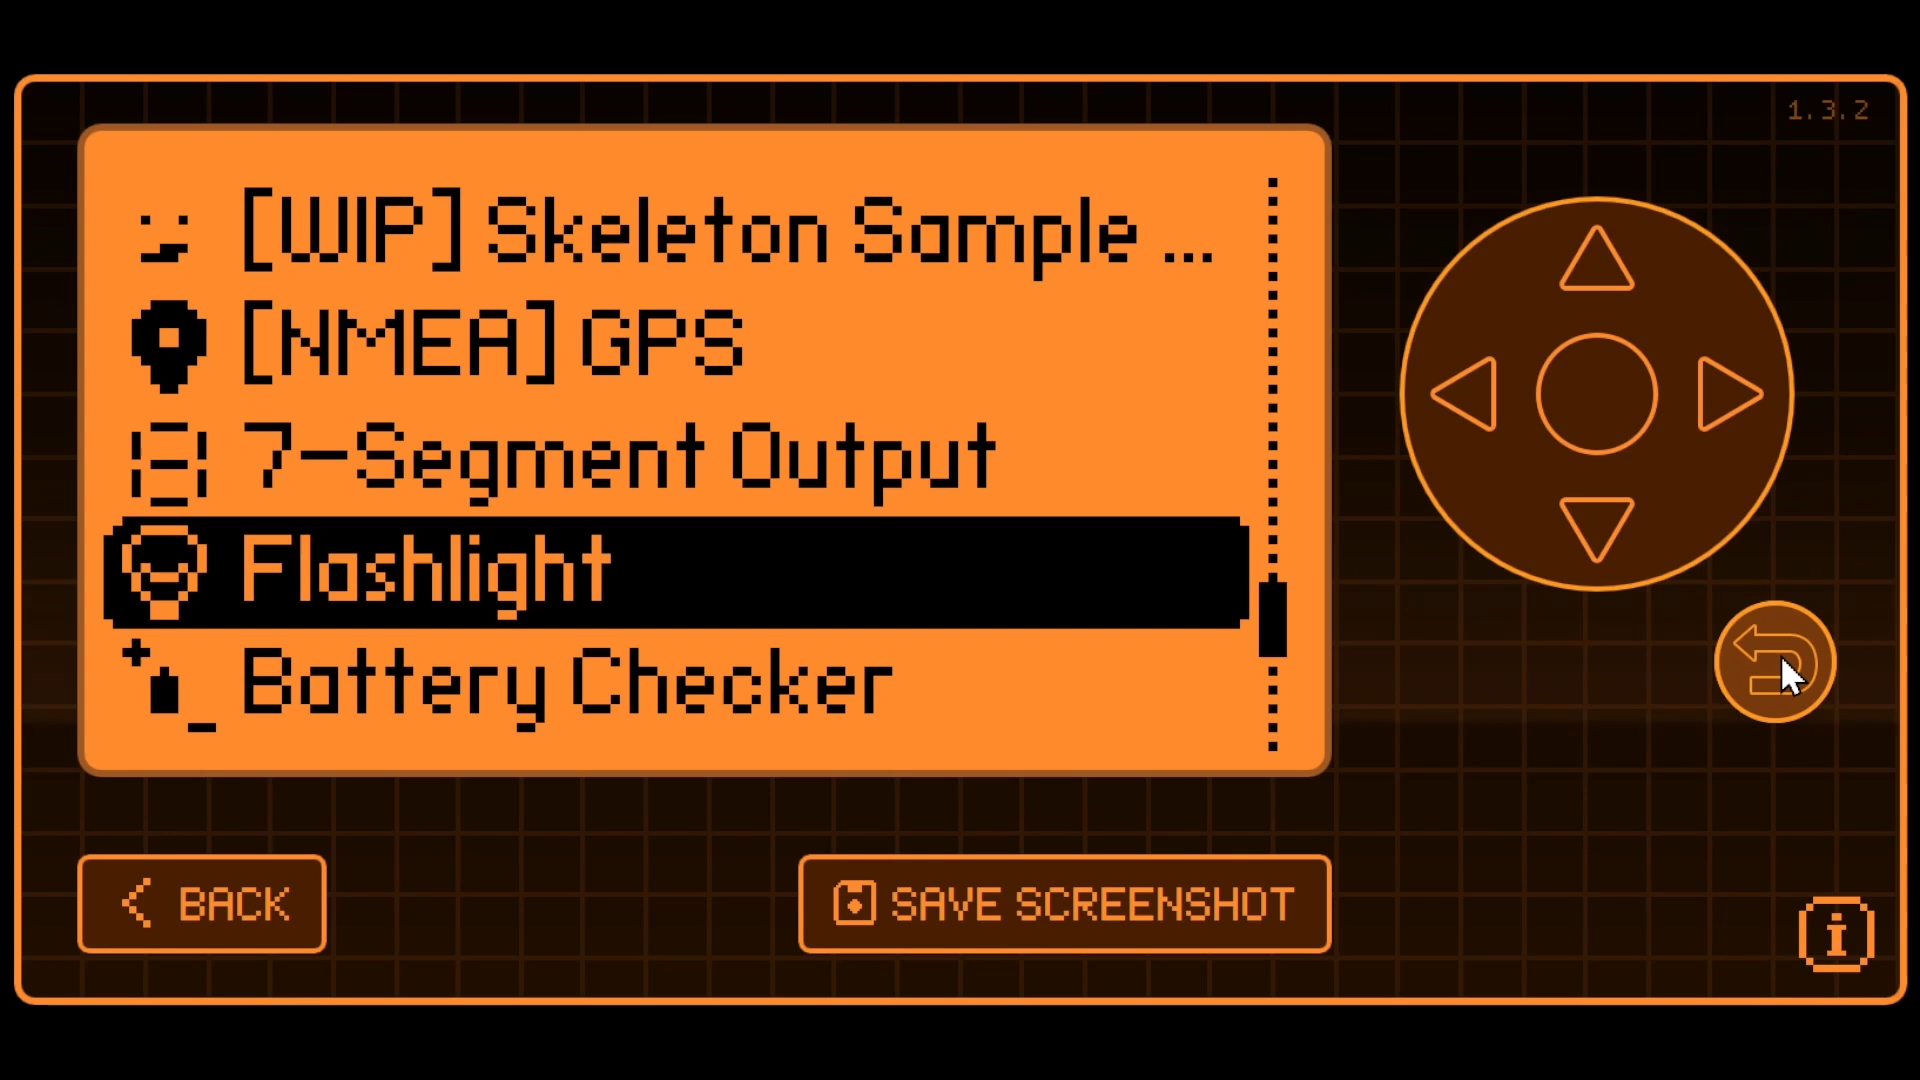 1.3.2
[WIP] Skeleton Sample ...
[NMEA] GPS
7-Segment Output
Flashlight
Battery Checker
BACK
SAVE SCREENSHOT
i